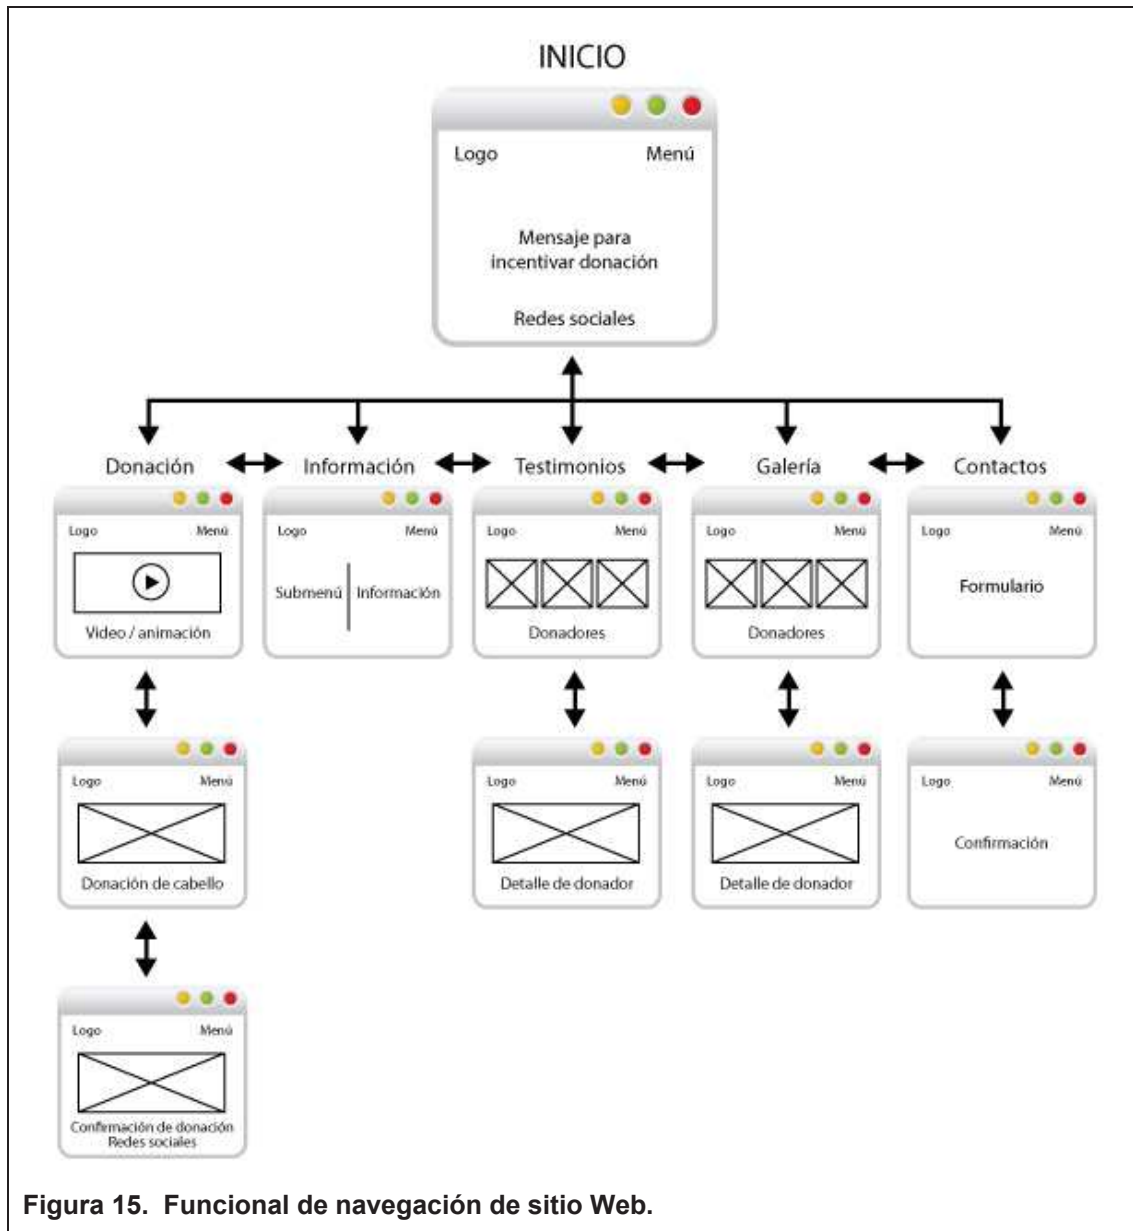 INICIO
Logo Menú
Mensaje para
incentivar donación
Redes sociales
Donación Información Testimonios Galería Contactos
Logo Menú Logo Menú Logo Menú Logo Menú Logo Menú
Submenú Información Formulario
Video / animación Donadores Donadores
Logo Menú Logo Menú Logo Menú Logo Menú
Confirmación
Donación de cabello Detalle de donador Detalle de donador
Logo Menú
Confirmación de donación
Redes sociales
Figura 15. Funcional de navegación de sitio Web.